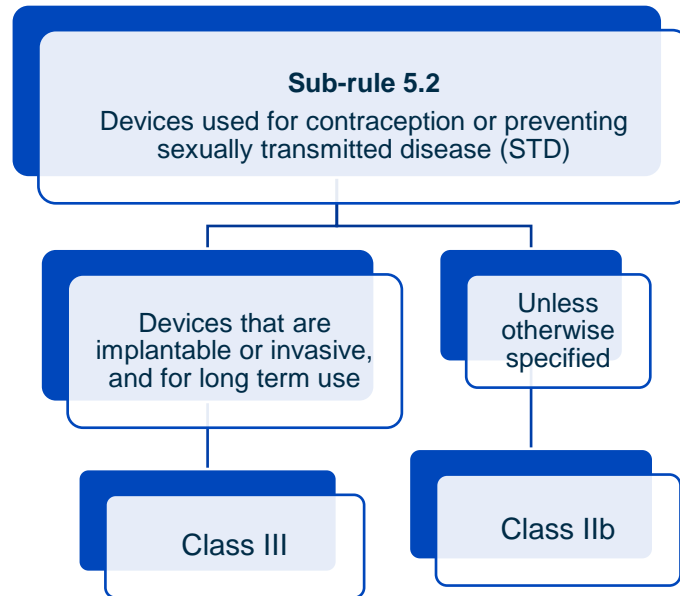 Sub-rule 5.2
Devices used for contraception or preventing
sexually transmitted disease (STD)
Devices that are
implantable or invasive,
and for long term use
Unless
otherwise
specified
Class III
Class IIb